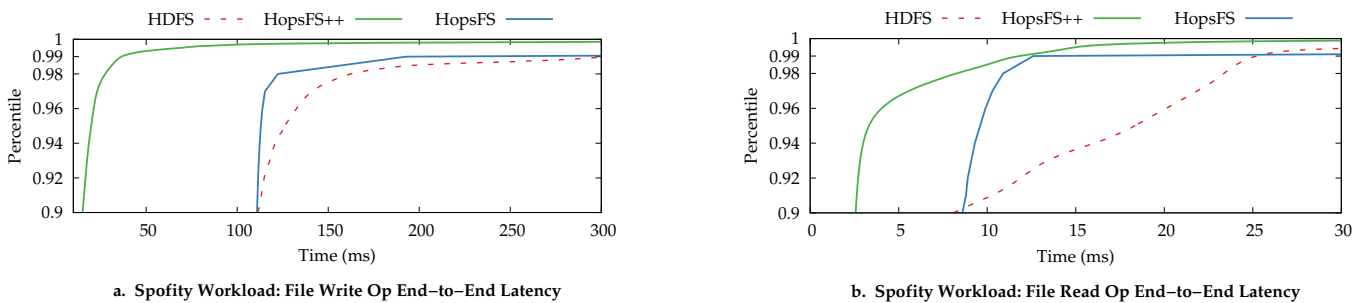 HDFS HopsFS++ HopsFS
1
0.99
0.98
0.96
0.94
0.92
0.9
Percentile
50 100 150 200 250 300
Time (ms)
a. Spofity Workload: File Write Op End−to−End Latency
HDFS HopsFS++ HopsFS
1
0.99
0.98
0.96
0.94
0.92
0.9
Percentile
0 5 10 15 20 25 30
Time (ms)
b. Spofity Workload: File Read Op End−to−End Latency